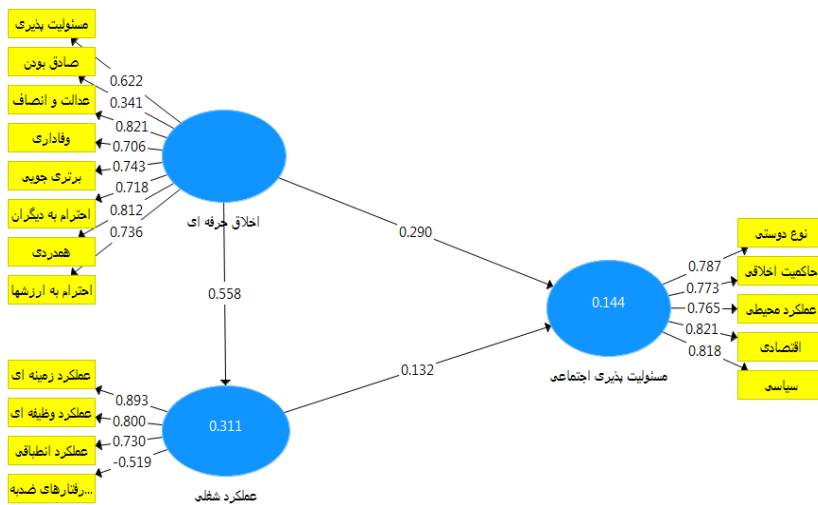 مسئولیت پذیری
صادق بودن
عدالت و انصاف
وفاداری
برتری جویی
احترام به دیگران
همدردی
احترام به ارزشها
0.622
0.341
0.821
0.706
0.743
0.718
0.812
0.736
اخلاق حرفه ای
0.290
0.558
0.132
نوع دوستی
حاکمیت اخلاقی
عملکرد محیطی
اقتصادی
سیاسی
0.787
0.773
0.765
0.821
0.818
0.144
مسئولیت پذیری اجتماعی
عملکرد زمینه ای
عملکرد وظیفه ای
عملکرد انطباقی
رفتارهای ضدبه...
0.893
0.800
0.730
-0.519
0.311
عملکرد شغلی